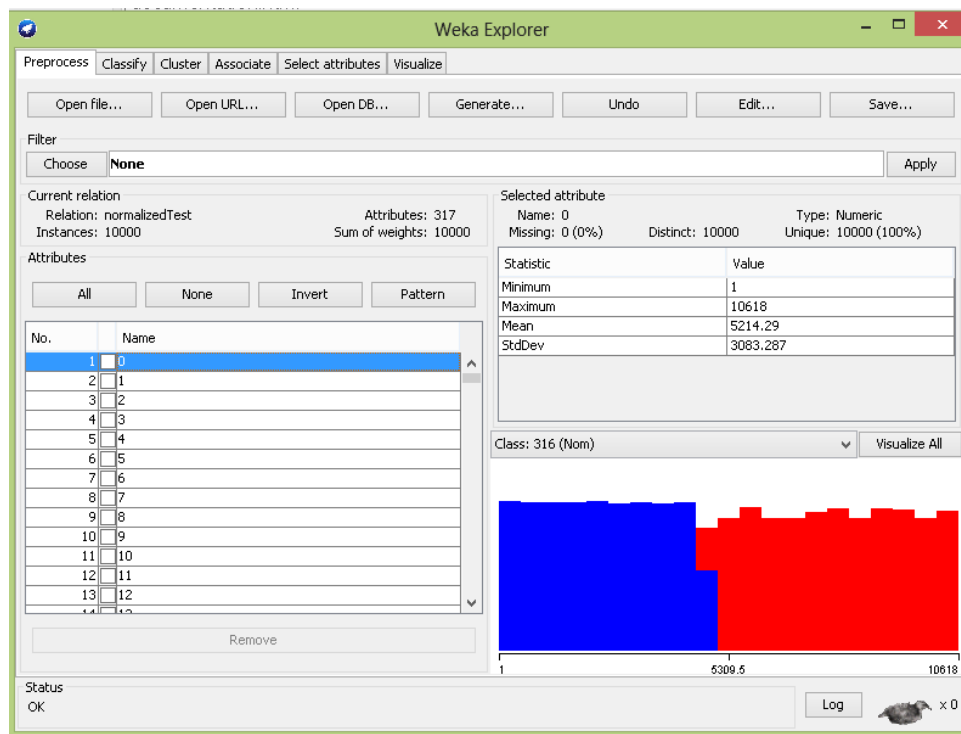 Weka Explorer
Preprocess Classify Cluster Associate Select attributes Visualize
Open file... Open URL... Open DB... Generate... Undo Edit... Save...
Filter
Choose None Apply
Current relation
Relation: normalizedTest Attributes: 317
Instances: 10000 Sum of weights: 10000
Attributes
All None Invert Pattern
No. Name
1 0
2 1
3 2
4 3
5 4
6 5
7 6
8 7
9 8
10 9
11 10
12 11
13 12
Remove
Selected attribute
Name: 0 Type: Numeric
Missing: 0 (0%) Distinct: 10000 Unique: 10000 (100%)
Statistic Value
Minimum 1
Maximum 10618
Mean 5214.29
StdDev 3083.287
Class: 316 (Nom) Visualize All
1 5309.5 10618
Status
OK Log x 0